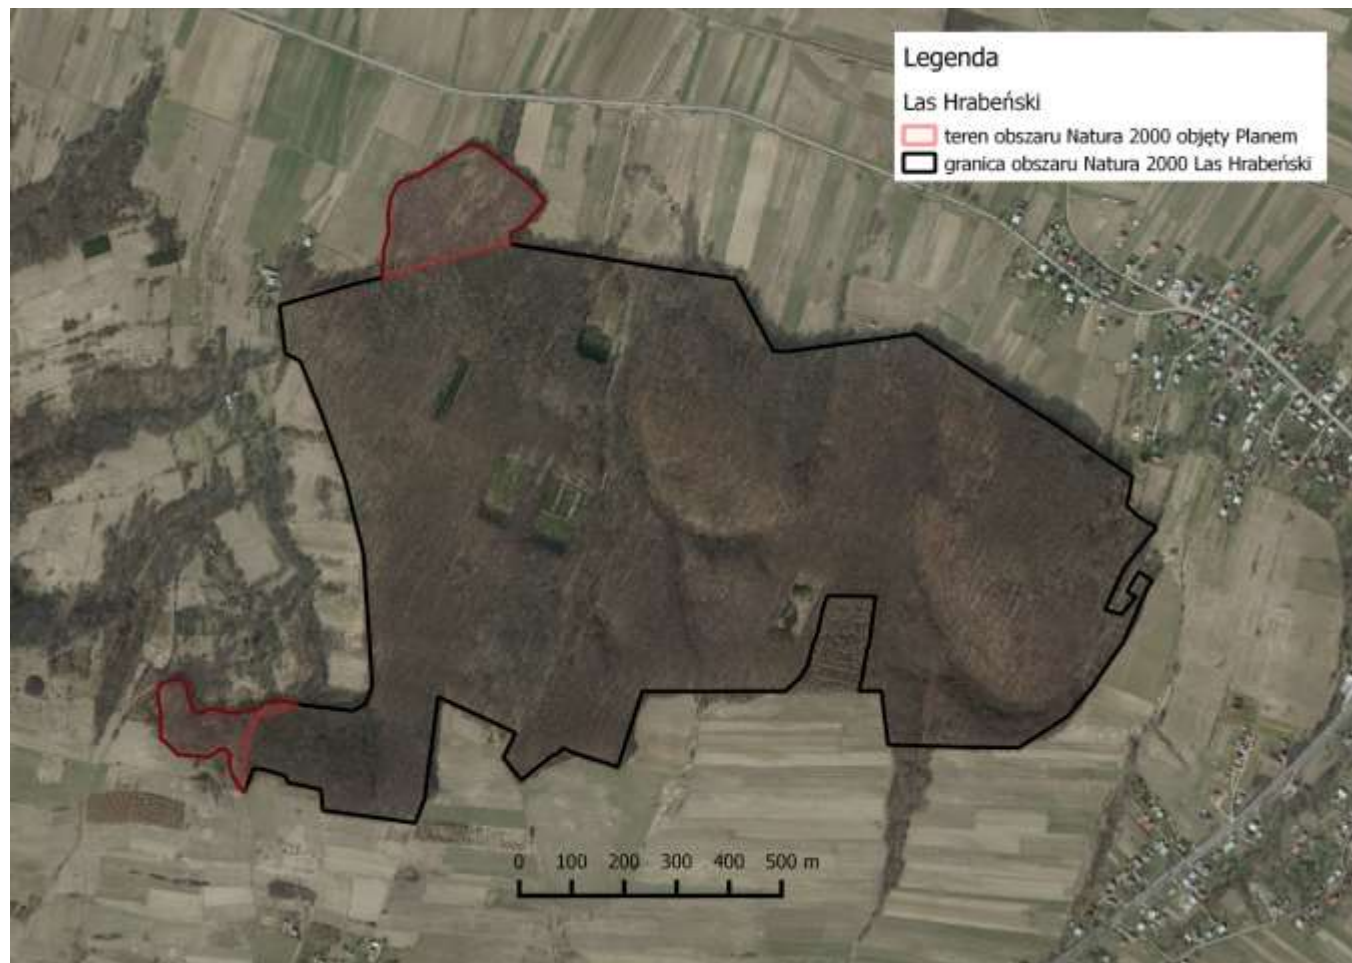 Legenda
Las Hrabeński
teren obszaru Natura 2000 objęty Planem
granica obszaru Natura 2000 Las Hrabeński
0 100 200 300 400 500 m